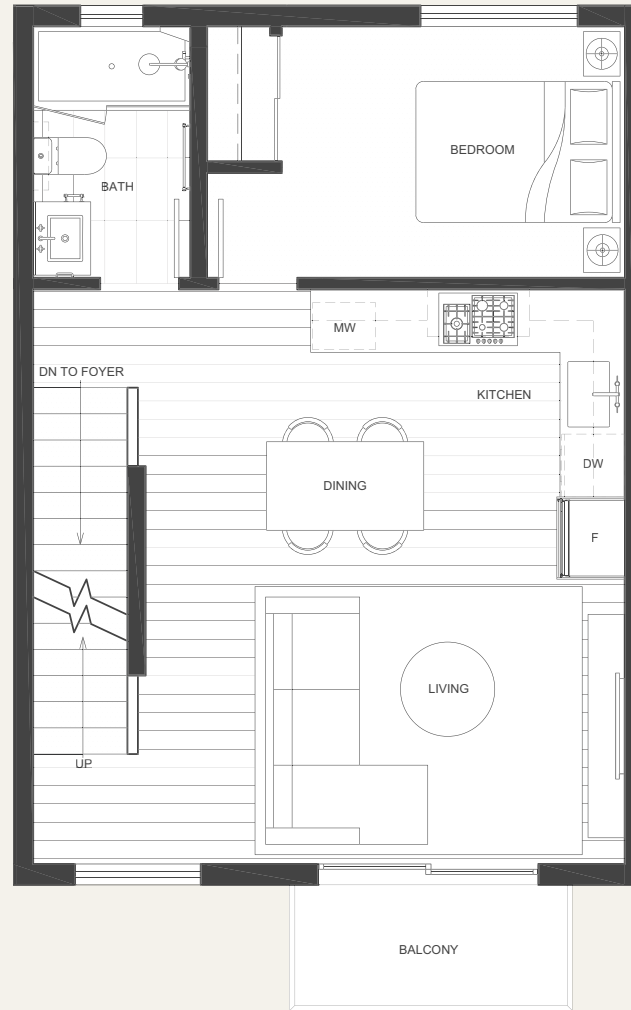 BEDROOM
BATH
MW
DN TO FOYER
KITCHEN
DW
DINING
F
LIVING
UP
BALCONY